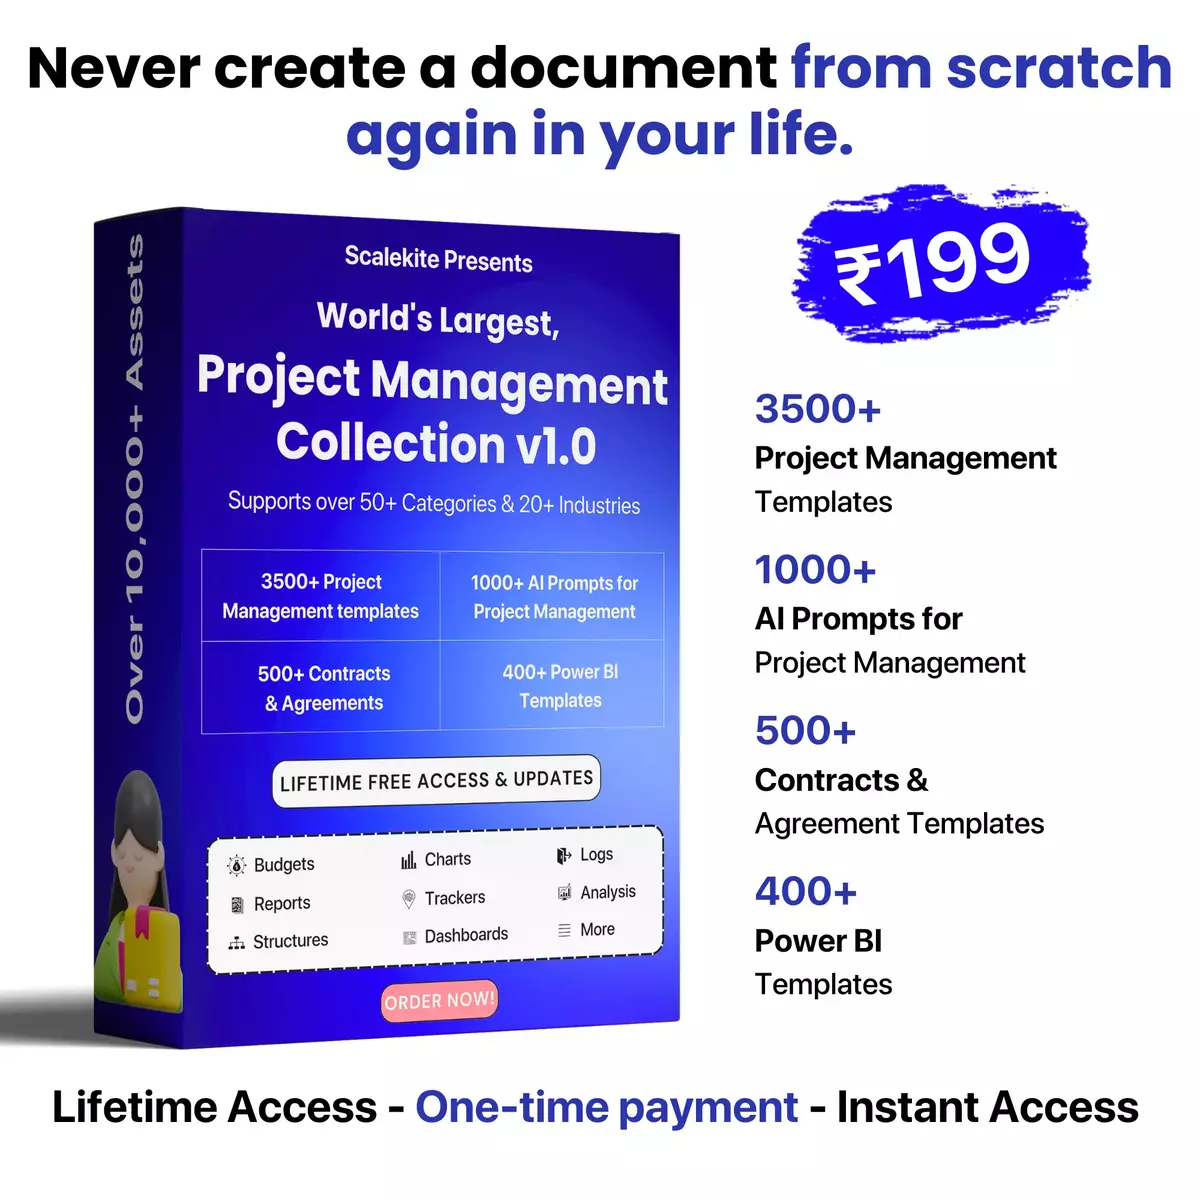 Never create a document from scratch
again in your life.
₹199
Over 10,000+ Assets
Scalekite Presents
World's Largest,
Project Management
Collection v1.0
Supports over 50+ Categories & 20+ Industries
3500+ Project
Management templates
1000+ AI Prompts for
Project Management
500+ Contracts
& Agreements
400+ Power BI
Templates
LIFETIME FREE ACCESS & UPDATES
Budgets
Charts
Logs
Reports
Trackers
Analysis
Structures
Dashboards
More
ORDER NOW!
3500+
Project Management
Templates
1000+
AI Prompts for
Project Management
500+
Contracts &
Agreement Templates
400+
Power BI
Templates
Lifetime Access - One-time payment - Instant Access